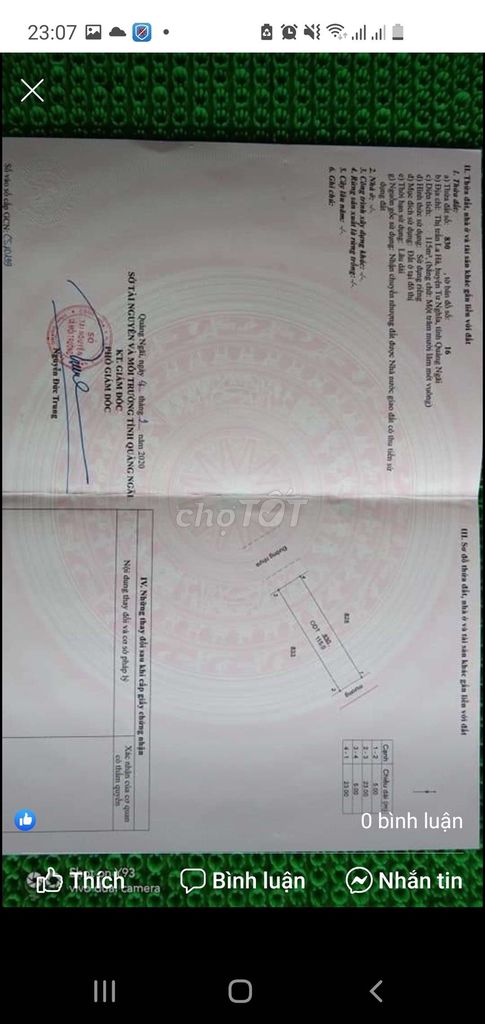 23:07
II. Thửa đất, nhà ở và tài sản khác gắn liền với đất
1. Thửa đất:
a) Thửa đất số: 830 tờ bản đồ số: 16
b) Địa chỉ: Thị trấn La Hà, huyện Tư Nghĩa, tỉnh Quảng Ngãi
c) Diện tích: 115m², (bằng chữ: Một trăm mười lăm mét vuông)
d) Hình thức sử dụng: Sử dụng riêng
đ) Mục đích sử dụng: Đất ở tại đô thị
e) Thời hạn sử dụng: Lâu dài
g) Nguồn gốc sử dụng: Nhận chuyển nhượng đất được Nhà nước giao đất có thu tiền sử
dụng đất
2. Nhà ở: -/-
3. Công trình xây dựng khác: -/-
4. Rừng sản xuất là rừng trồng: -/-
5. Cây lâu năm: -/-
6. Ghi chú:
Quảng Ngãi, ngày tháng năm 2020
SỞ TÀI NGUYÊN VÀ MÔI TRƯỜNG TỈNH QUẢNG NGÃI
KT. GIÁM ĐỐC
PHÓ GIÁM ĐỐC
SỞ
TÀI NGUYÊN
Nguyễn Đức Trung
Số vào sổ cấp GCN:
III. Sơ đồ thửa đất, nhà ở và tài sản khác gắn liền với đất
828
Đường nhựa
830
ODT 115.0
833
mương
Cạnh Chiều dài (m)
1 - 2 5.00
2 - 3 23.00
3 - 4 5.00
4 - 1 23.00
IV. Những thay đổi sau khi cấp giấy chứng nhận
Nội dung thay đổi và cơ sở pháp lý
Xác nhận của cơ quan
có thẩm quyền
chợTỐT
0 bình luận
Shot on Y93
vivo dual camera
Thích
Bình luận
Nhắn tin